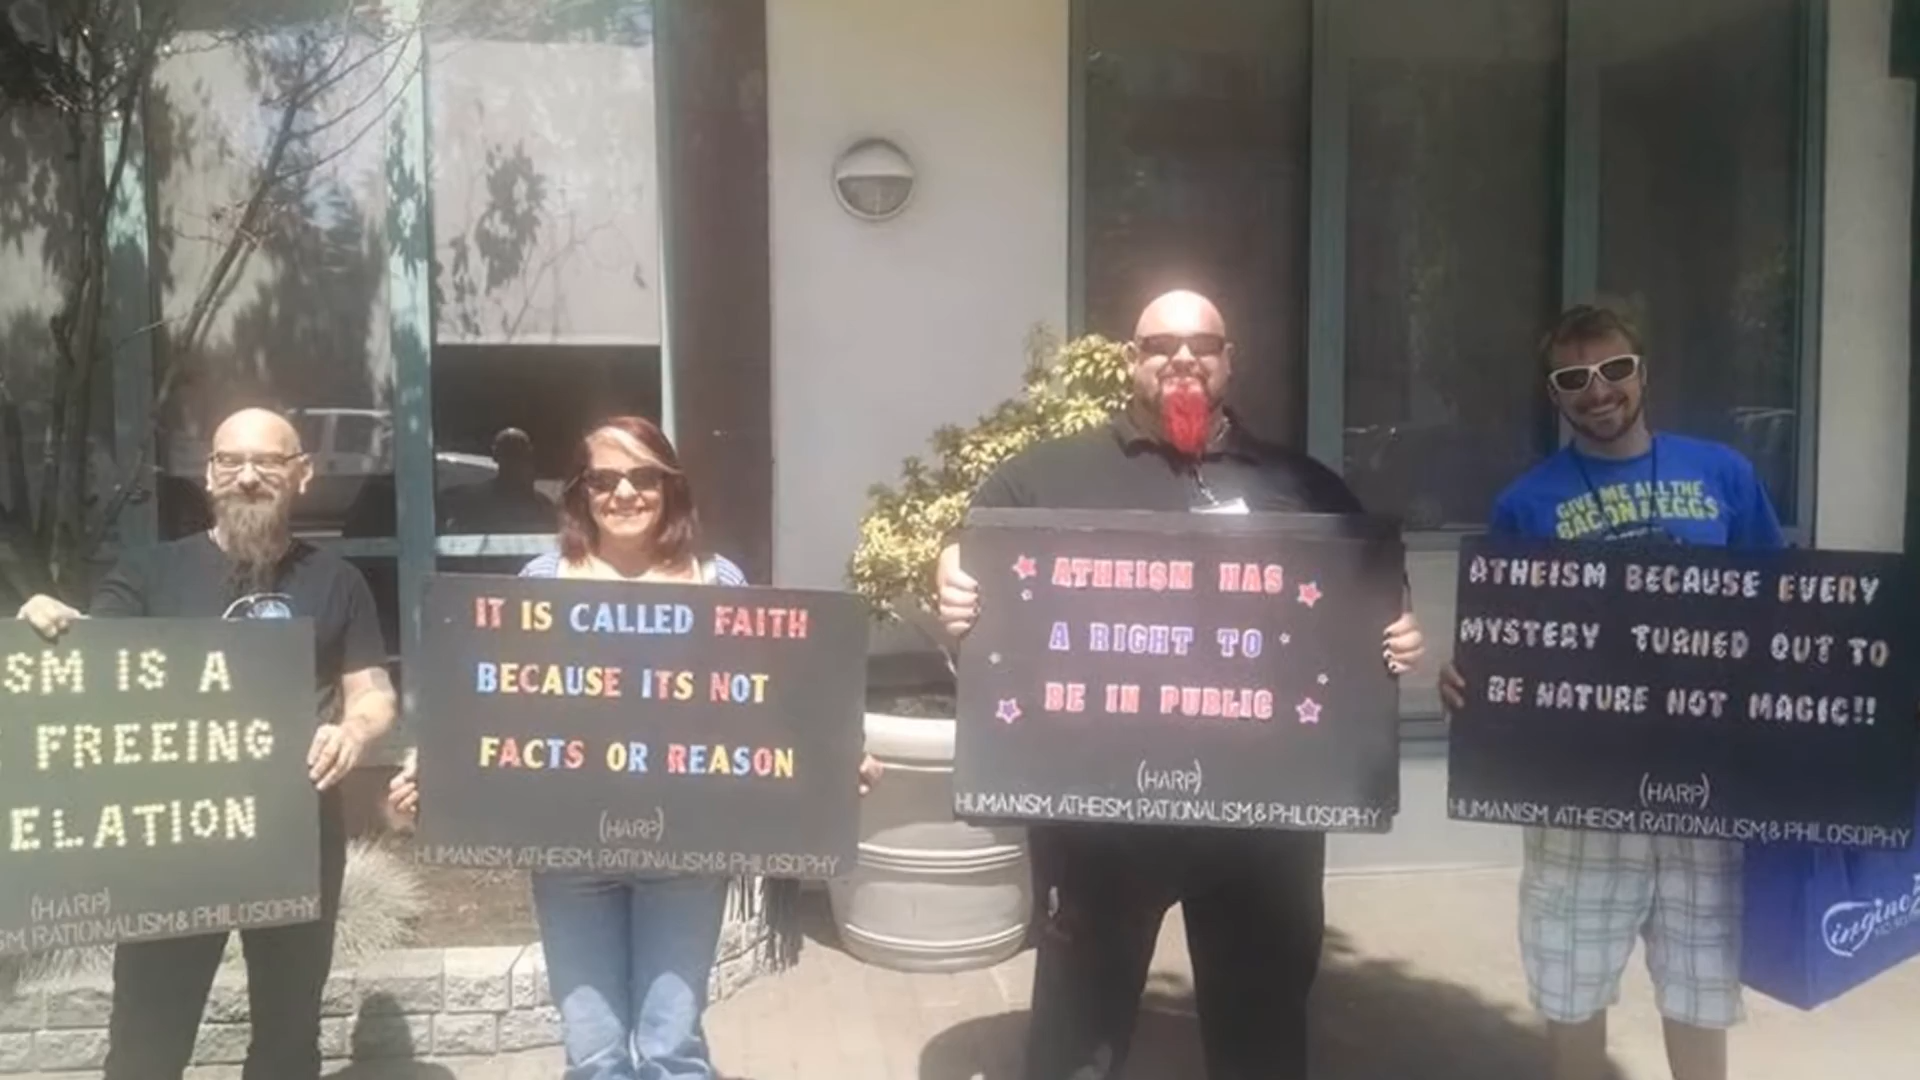 SM IS A
FREEING
ELATION
(HARP)
SM, RATIONALISM & PHILOSOPHY
IT IS CALLED FAITH
BECAUSE ITS NOT
FACTS OR REASON
(HARP)
HUMANISM, ATHEISM, RATIONALISM, & PHILOSOPHY
ATHEISM HAS
A RIGHT TO
BE IN PUBLIC
(HARP)
HUMANISM, ATHEISM, RATIONALISM, & PHILOSOPHY
GIVE ME ALL THE
BACON & EGGS
ATHEISM BECAUSE EVERY
MYSTERY TURNED OUT TO
BE NATURE NOT MAGIC!!
(HARP)
HUMANISM, ATHEISM, RATIONALISM & PHILOSOPHY